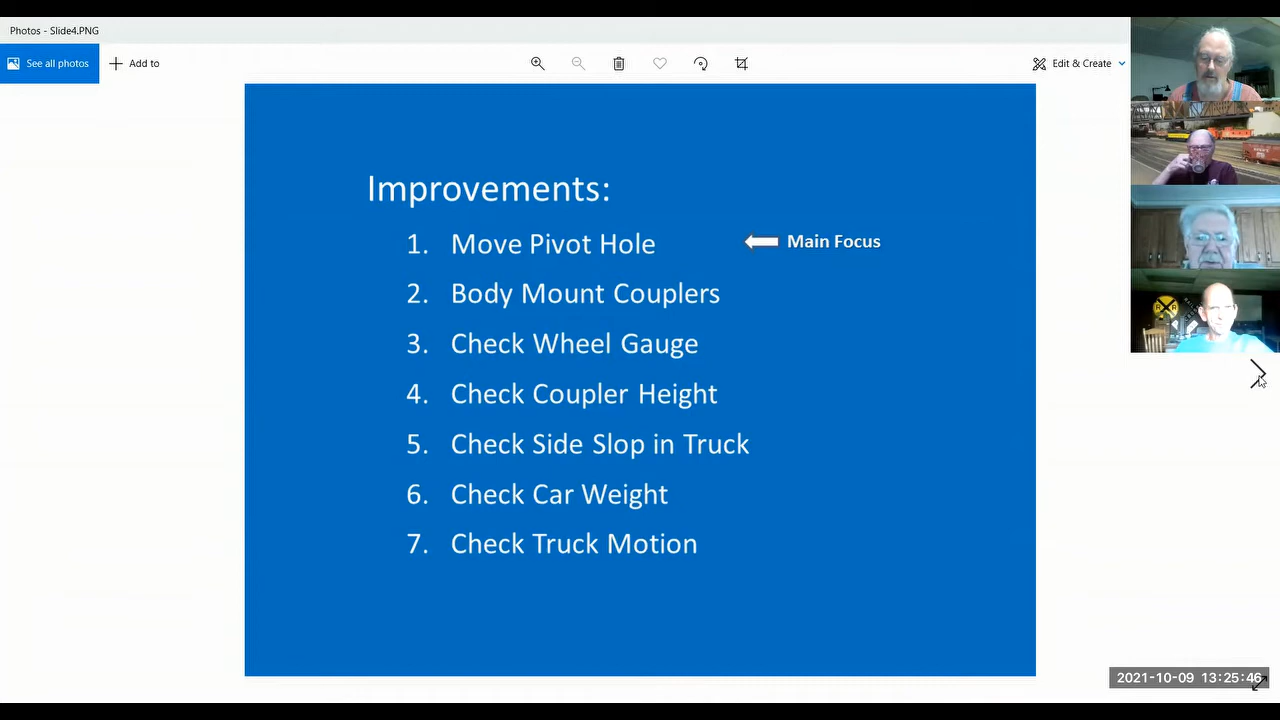 Photos - Slide4.PNG
See all photos
Add to
Edit & Create
Improvements:
1. Move Pivot Hole
Main Focus
2. Body Mount Couplers
3. Check Wheel Gauge
4. Check Coupler Height
5. Check Side Slop in Truck
6. Check Car Weight
7. Check Truck Motion
2021-10-09 13:25:46